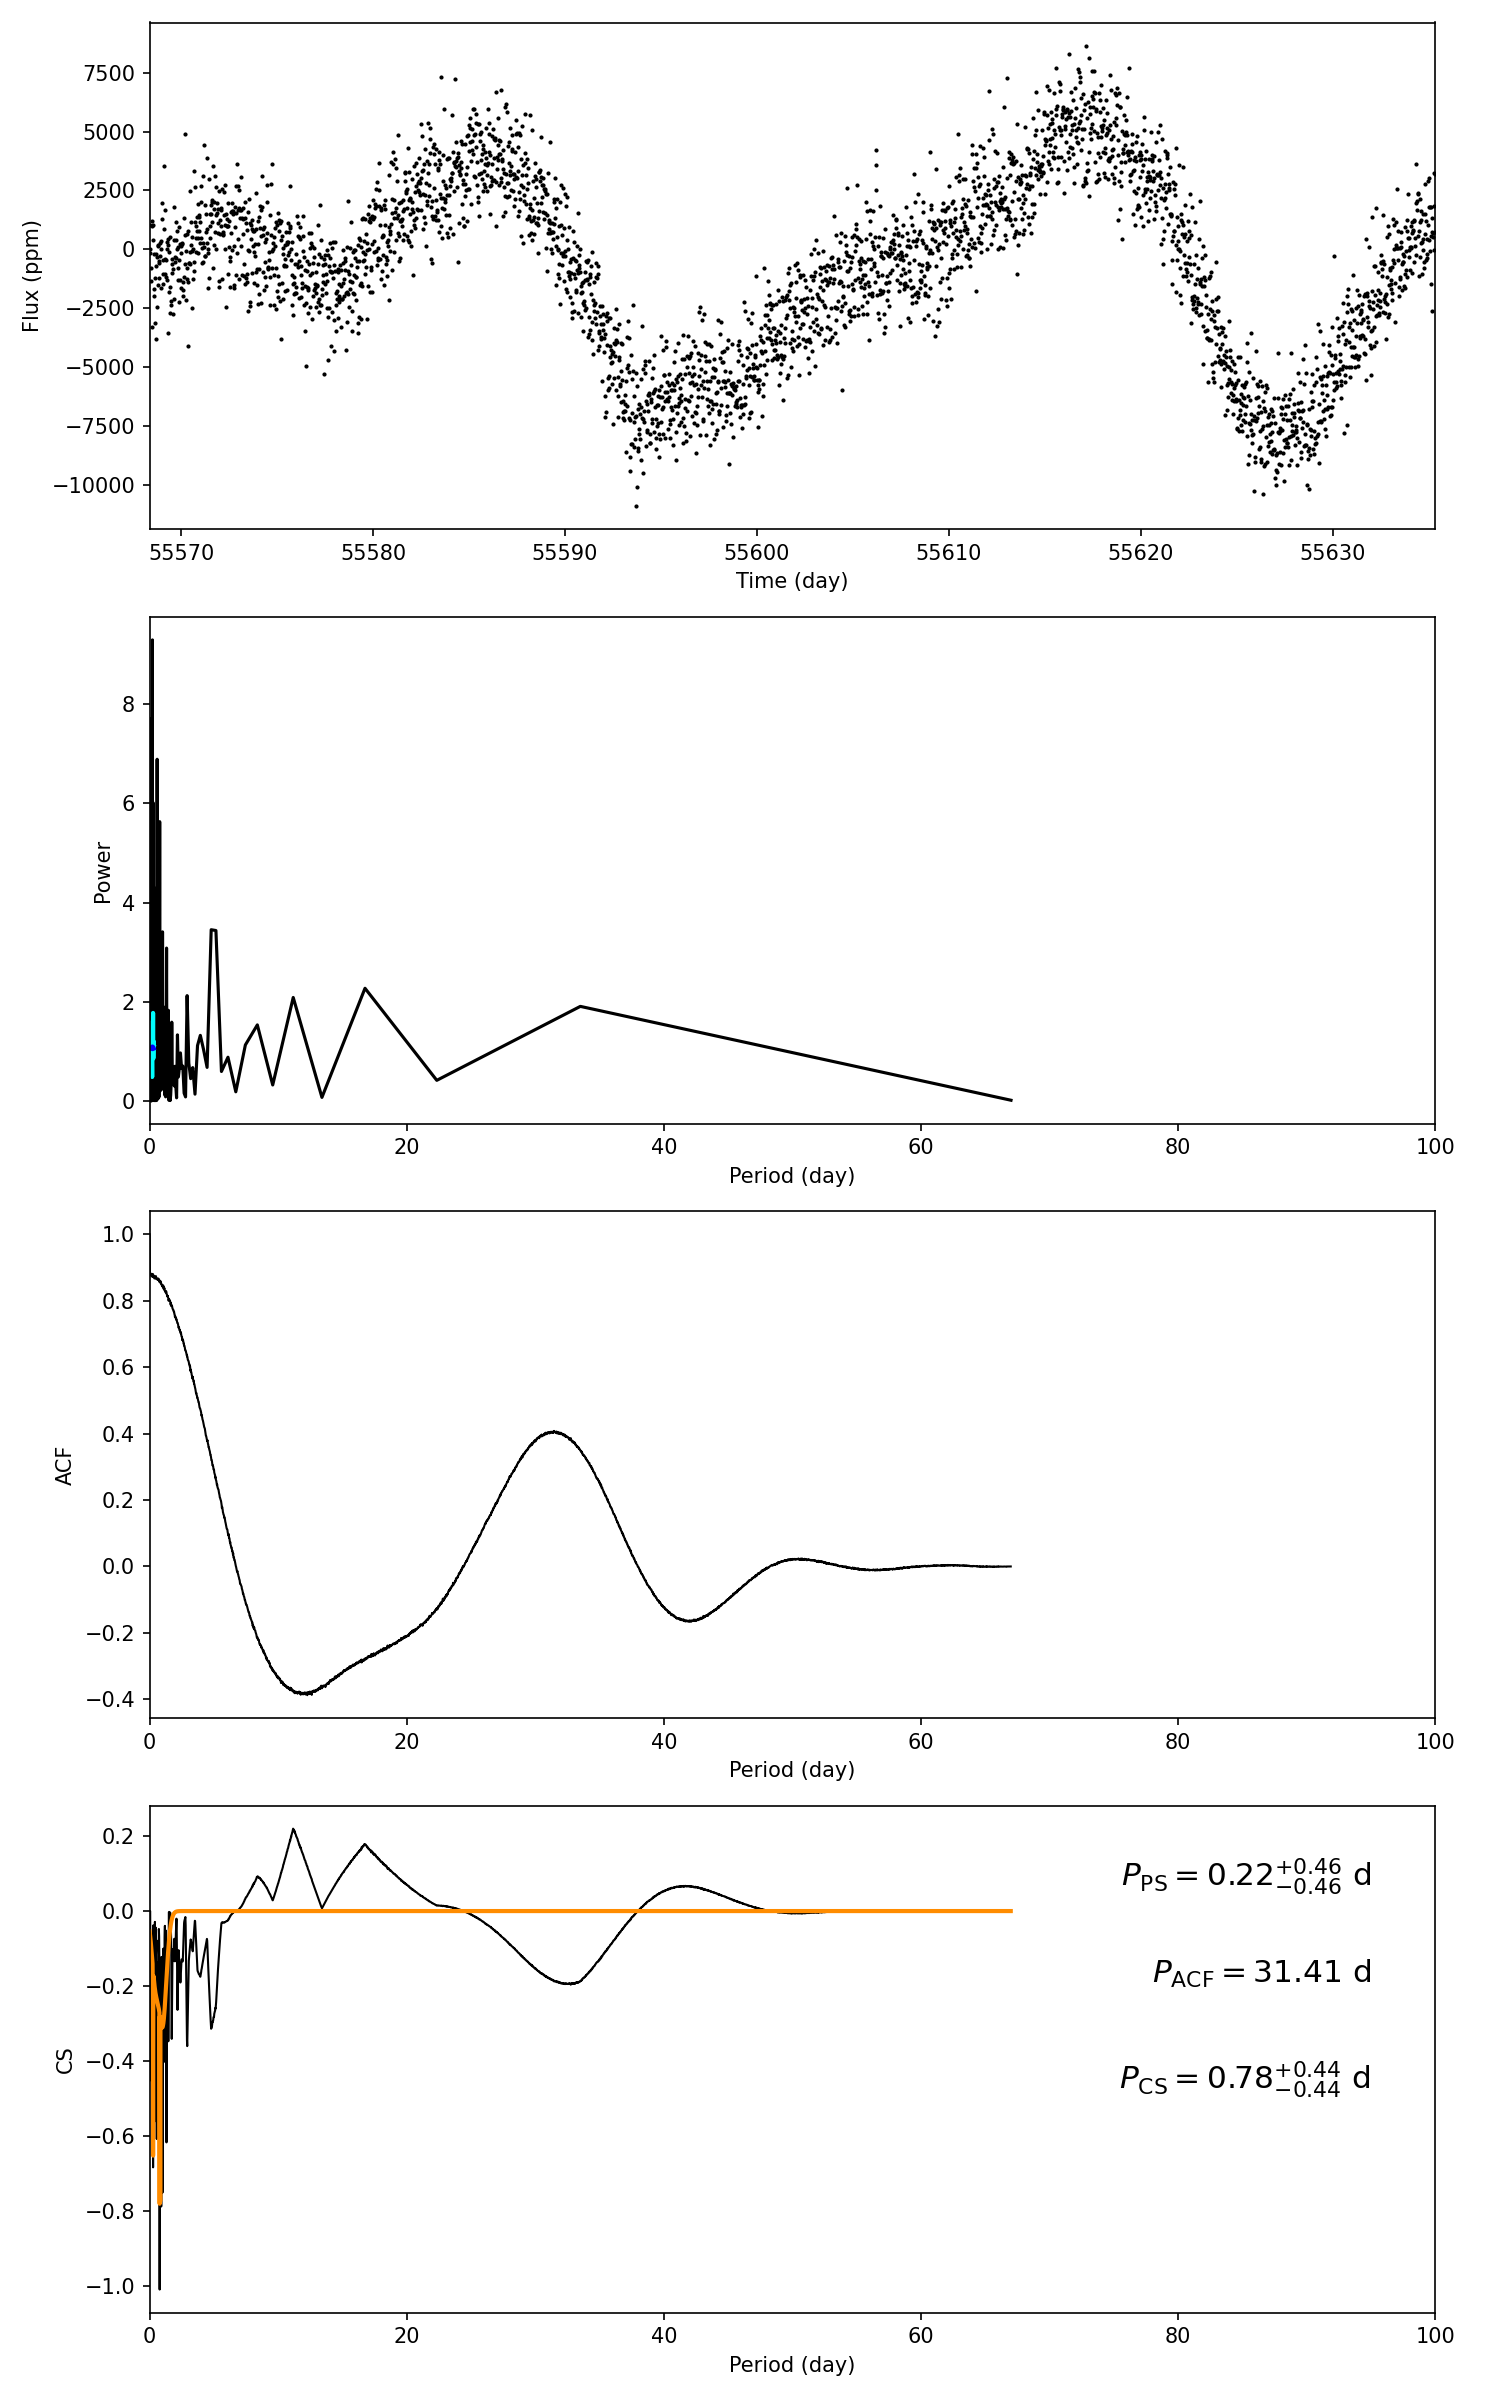 7500
5000
2500
0
−2500
−5000
−7500
−10000
Flux (ppm)
55570 55580 55590 55600 55610 55620 55630
Time (day)
8
6
4
2
0
Power
0 20 40 60 80 100
Period (day)
1.0
0.8
0.6
0.4
0.2
0.0
−0.2
−0.4
ACF
0 20 40 60 80 100
Period (day)
0.2
0.0
−0.2
−0.4
−0.6
−0.8
−1.0
CS
P_PS = 0.22^{+0.46}_{−0.46} d
P_ACF = 31.41 d
P_CS = 0.78^{+0.44}_{−0.44} d
0 20 40 60 80 100
Period (day)